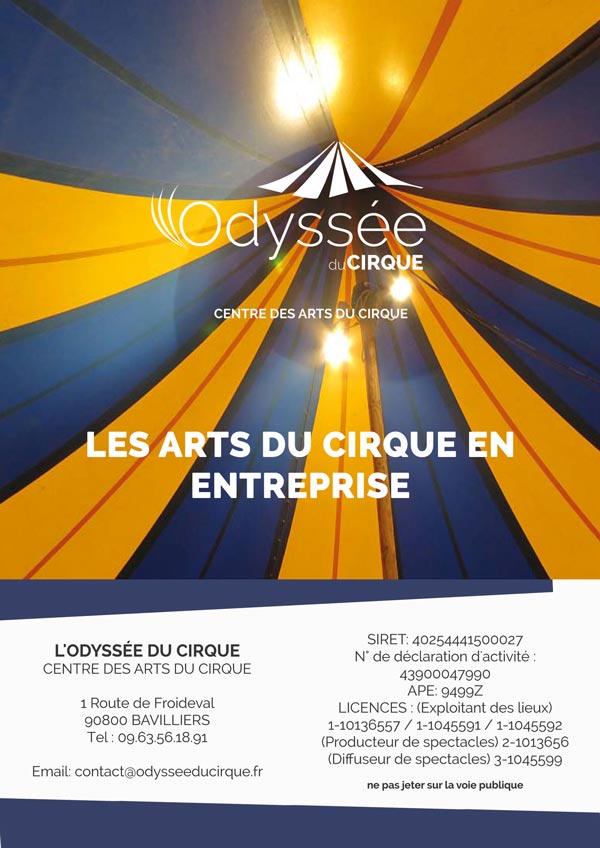 Odyssée
du CIRQUE
CENTRE DES ARTS DU CIRQUE
LES ARTS DU CIRQUE EN
ENTREPRISE
L'ODYSSÉE DU CIRQUE
CENTRE DES ARTS DU CIRQUE
1 Route de Froideval
90800 BAVILLIERS
Tel : 09.63.56.18.91
Email: contact@odysseeducirque.fr
SIRET: 40254441500027
N° de déclaration d'activité :
43900047990
APE: 9499Z
LICENCES : (Exploitant des lieux)
1-10136557 / 1-1045591 / 1-1045592
(Producteur de spectacles) 2-1013656
(Diffuseur de spectacles) 3-1045599
ne pas jeter sur la voie publique